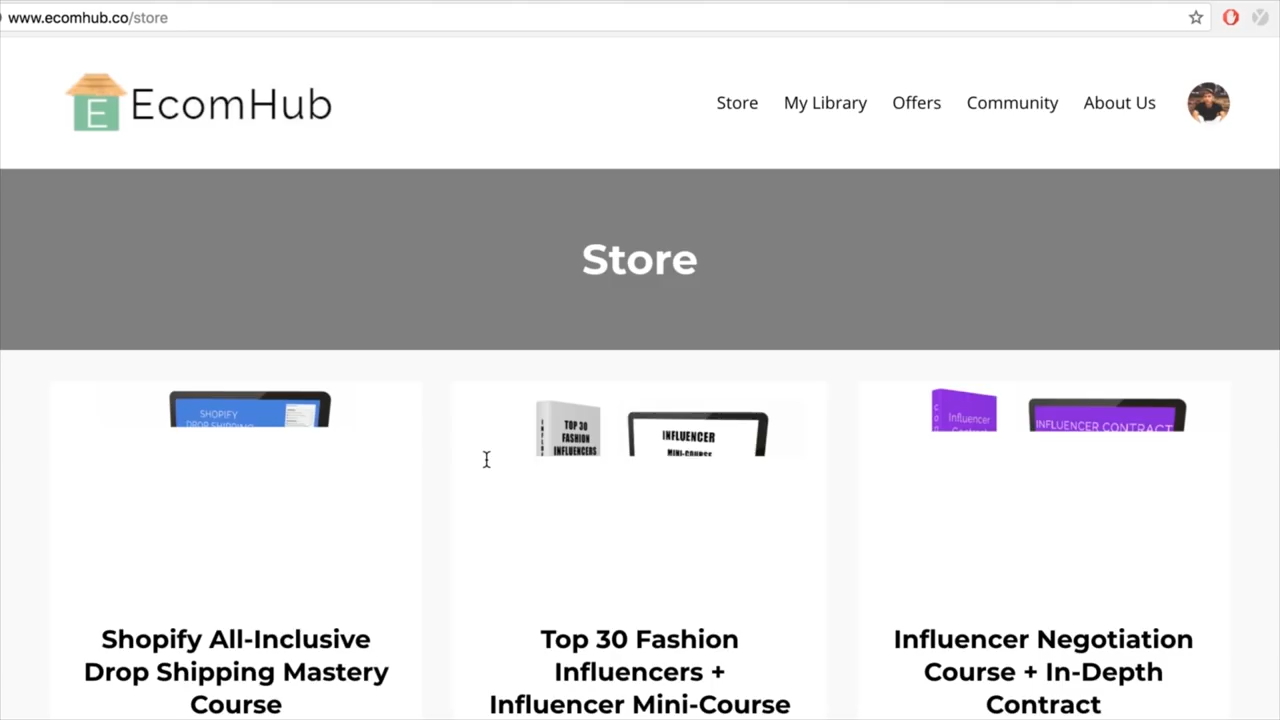 www.ecomhub.co/store
E EcomHub
Store My Library Offers Community About Us
Store
SHOPIFY
DROP SHIPPING
TOP 30
FASHION
INFLUENCERS
INFLUENCER
MINI-COURSE
Influencer
INFLUENCER CONTRACT
Shopify All-Inclusive
Drop Shipping Mastery
Course
Top 30 Fashion
Influencers +
Influencer Mini-Course
Influencer Negotiation
Course + In-Depth
Contract